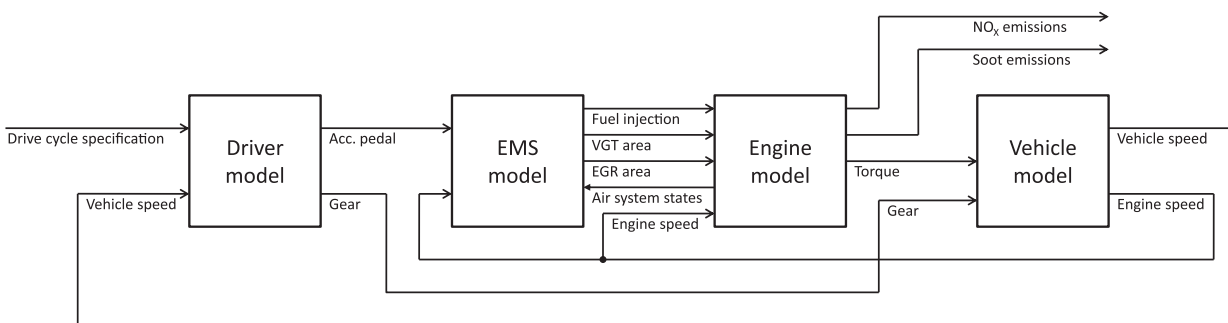 NOX emissions
Soot emissions
Drive cycle specification
Vehicle speed
Driver
model
Acc. pedal
Gear
EMS
model
Fuel injection
VGT area
EGR area
Air system states
Engine speed
Engine
model
Torque
Gear
Vehicle
model
Vehicle speed
Engine speed